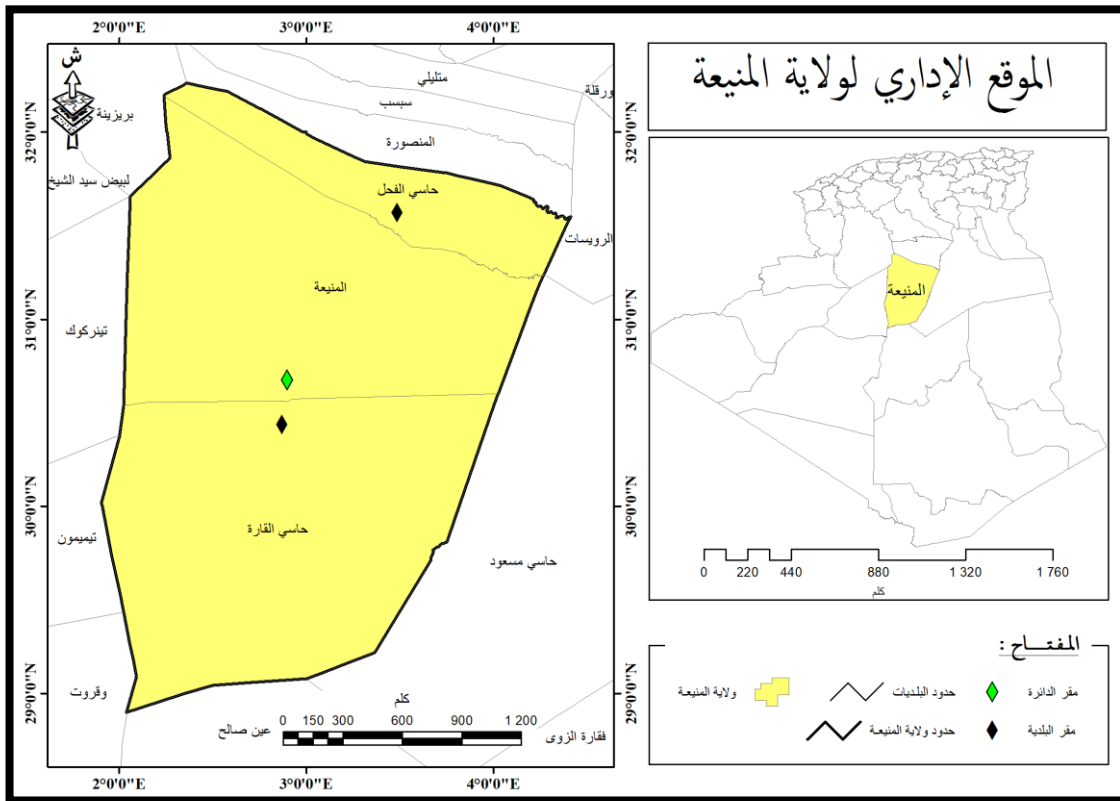 الموقع الإداري لولاية المنيعة
2°0'0"E 3°0'0"E 4°0'0"E
ش
متليلي
ورقلة
سبسب
بريزينة
32°0'0"N 32°0'0"N
المنصورة
لبيض سيد الشيخ
حاسي الفحل
الرويسات
المنيعة
31°0'0"N 31°0'0"N
تينركوك
30°0'0"N 30°0'0"N
حاسي القارة
تيميمون
حاسي مسعود
29°0'0"N 29°0'0"N
وقروت
كلم
0 150 300 600 900 1.200
عين صالح
فقارة الزوى
2°0'0"E 3°0'0"E 4°0'0"E
المنيعة
0 220 440 880 1 320 1 760
كلم
المفتــاح :
مقر الدائرة
حدود البلديات
ولاية المنيعة
مقر البلدية
حدود ولاية المنيعة